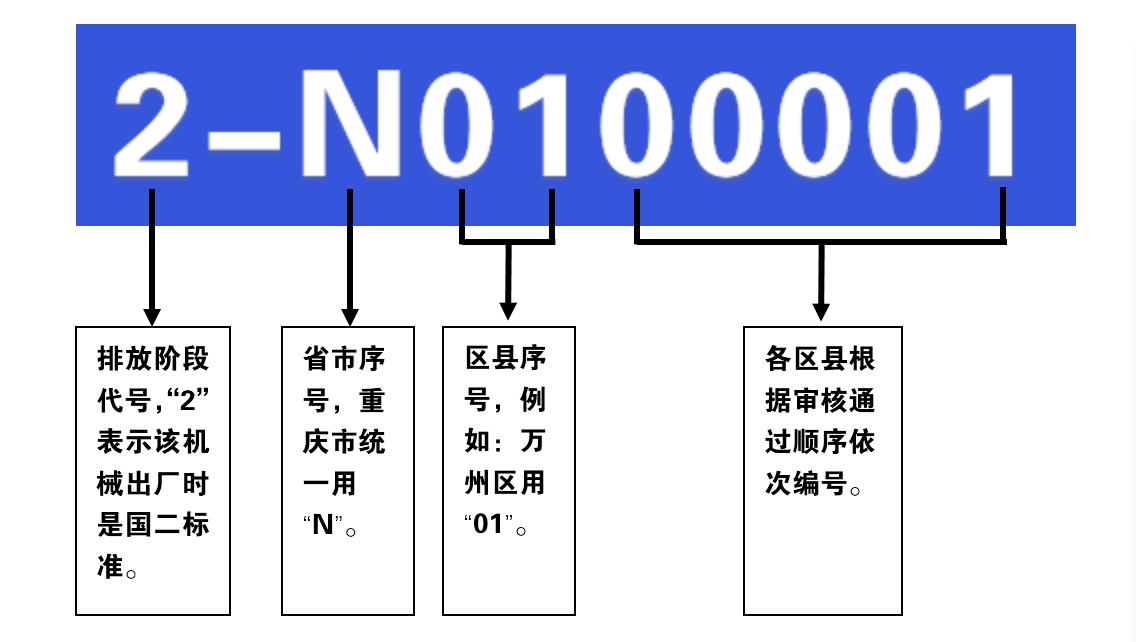 2-N0100001
排放阶段
代号,“2”
表示该机
械出厂时
是国二标
准。
省市序
号，重
庆市统
一用
“N”。
区县序
号，例
如：万
州区用
“01”。
各区县根
据审核通
过顺序依
次编号。